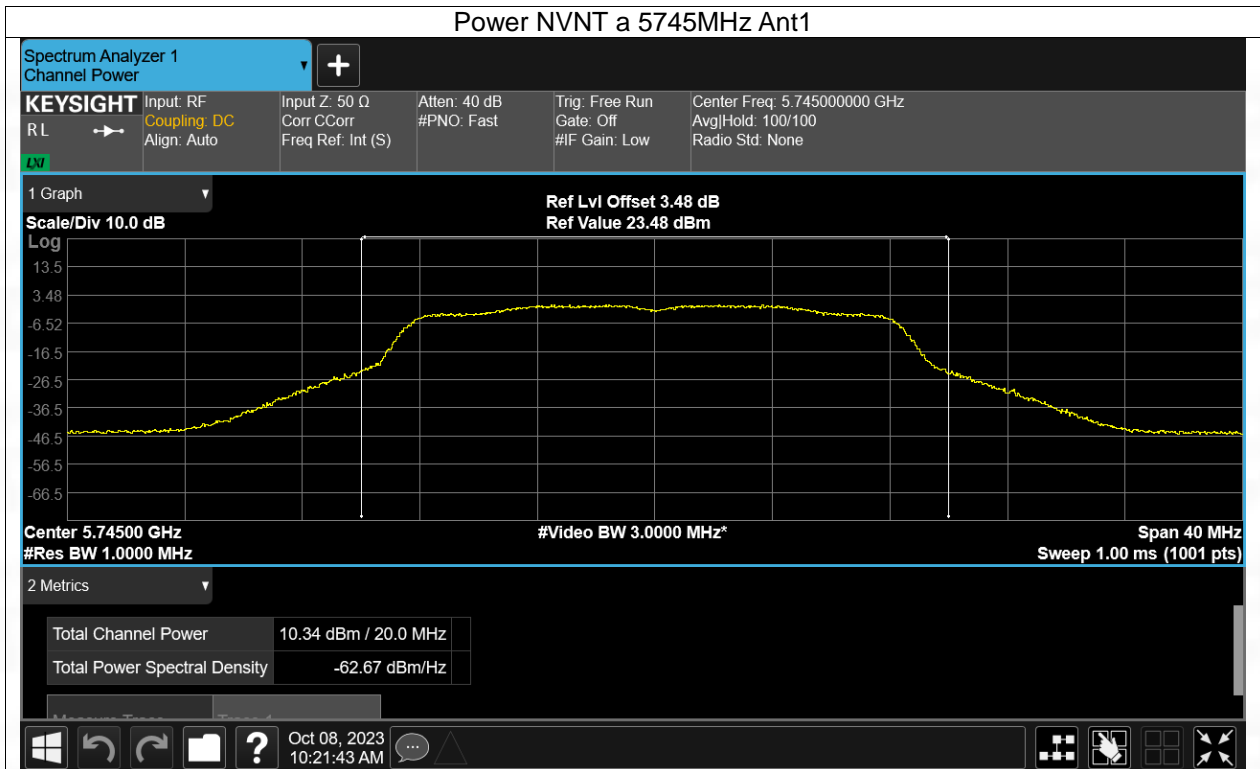 Power NVNT a 5745MHz Ant1
Spectrum Analyzer 1
Channel Power
KEYSIGHT
R L
LXI
Input: RF
Coupling: DC
Align: Auto
Input Z: 50 Ω
Corr CCorr
Freq Ref: Int (S)
Atten: 40 dB
#PNO: Fast
Trig: Free Run
Gate: Off
#IF Gain: Low
Center Freq: 5.745000000 GHz
Avg|Hold: 100/100
Radio Std: None
1 Graph
Ref Lvl Offset 3.48 dB
Scale/Div 10.0 dB
Ref Value 23.48 dBm
Log
13.5
3.48
-6.52
-16.5
-26.5
-36.5
-46.5
-56.5
-66.5
Center 5.74500 GHz
#Video BW 3.0000 MHz*
Span 40 MHz
#Res BW 1.0000 MHz
Sweep 1.00 ms (1001 pts)
2 Metrics
Total Channel Power 10.34 dBm / 20.0 MHz
Total Power Spectral Density -62.67 dBm/Hz
Oct 08, 2023
10:21:43 AM